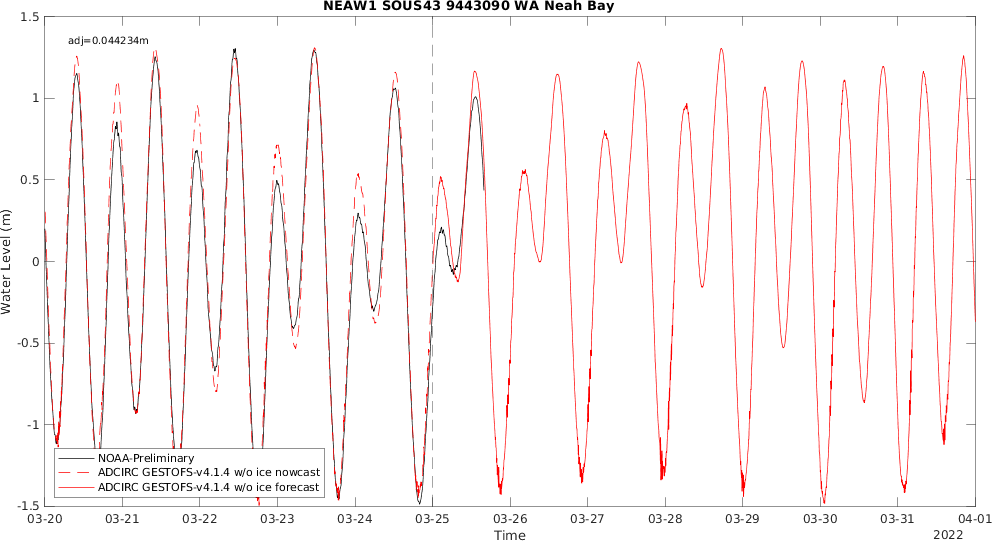 NEAW1 SOUS43 9443090 WA Neah Bay
adj=0.044234m
1.5
1
0.5
0
-0.5
-1
-1.5
Water Level (m)
NOAA-Preliminary
ADCIRC GESTOFS-v4.1.4 w/o ice nowcast
ADCIRC GESTOFS-v4.1.4 w/o ice forecast
03-20 03-21 03-22 03-23 03-24 03-25 03-26 03-27 03-28 03-29 03-30 03-31 04-01
Time
2022